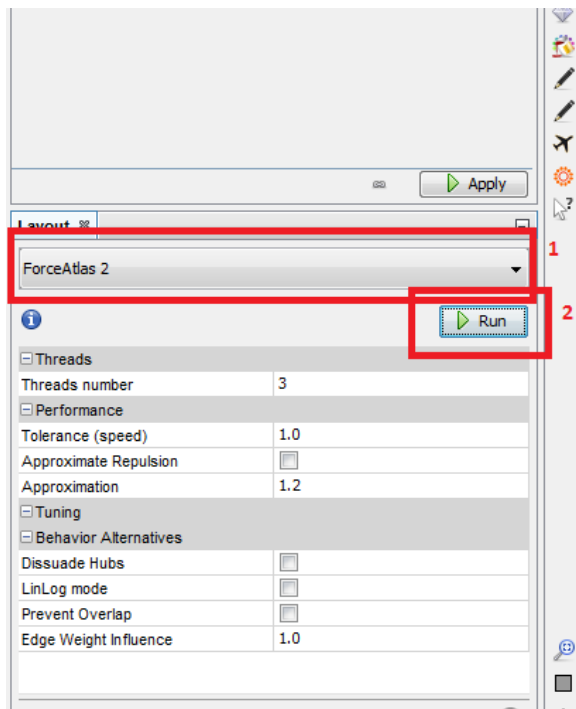 Apply
Layout
1
ForceAtlas 2
2
Run
Threads
Threads number 3
Performance
Tolerance (speed) 1.0
Approximate Repulsion
Approximation 1.2
Tuning
Behavior Alternatives
Dissuade Hubs
LinLog mode
Prevent Overlap
Edge Weight Influence 1.0